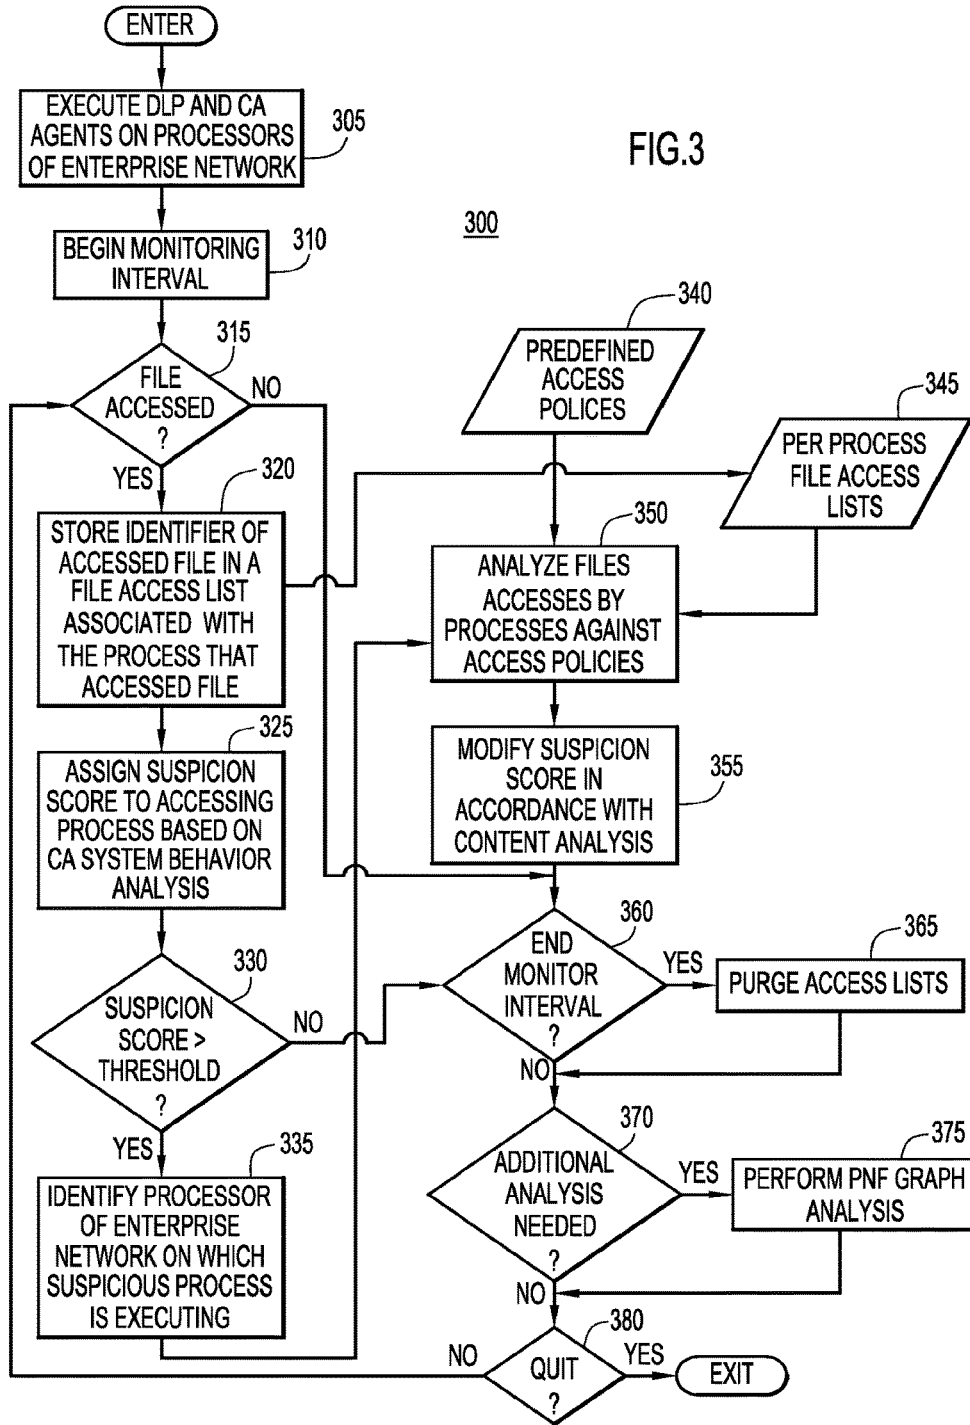 ENTER
EXECUTE DLP AND CA
AGENTS ON PROCESSORS
OF ENTERPRISE NETWORK
305
FIG.3
300
BEGIN MONITORING
INTERVAL
310
315
FILE
ACCESSED
?
NO
YES
320
STORE IDENTIFIER OF
ACCESSED FILE IN A
FILE ACCESS LIST
ASSOCIATED WITH
THE PROCESS THAT
ACCESSED FILE
325
ASSIGN SUSPICION
SCORE TO ACCESSING
PROCESS BASED ON
CA SYSTEM BEHAVIOR
ANALYSIS
330
SUSPICION
SCORE >
THRESHOLD
?
NO
YES
335
IDENTIFY PROCESSOR
OF ENTERPRISE
NETWORK ON WHICH
SUSPICIOUS PROCESS
IS EXECUTING
340
PREDEFINED
ACCESS
POLICES
345
PER PROCESS
FILE ACCESS
LISTS
350
ANALYZE FILES
ACCESSES BY
PROCESSES AGAINST
ACCESS POLICIES
MODIFY SUSPICION
SCORE IN
ACCORDANCE WITH
CONTENT ANALYSIS
355
360
END
MONITOR
INTERVAL
?
YES
365
PURGE ACCESS LISTS
NO
370
ADDITIONAL
ANALYSIS
NEEDED
?
YES
375
PERFORM PNF GRAPH
ANALYSIS
NO
380
QUIT
?
NO
YES
EXIT